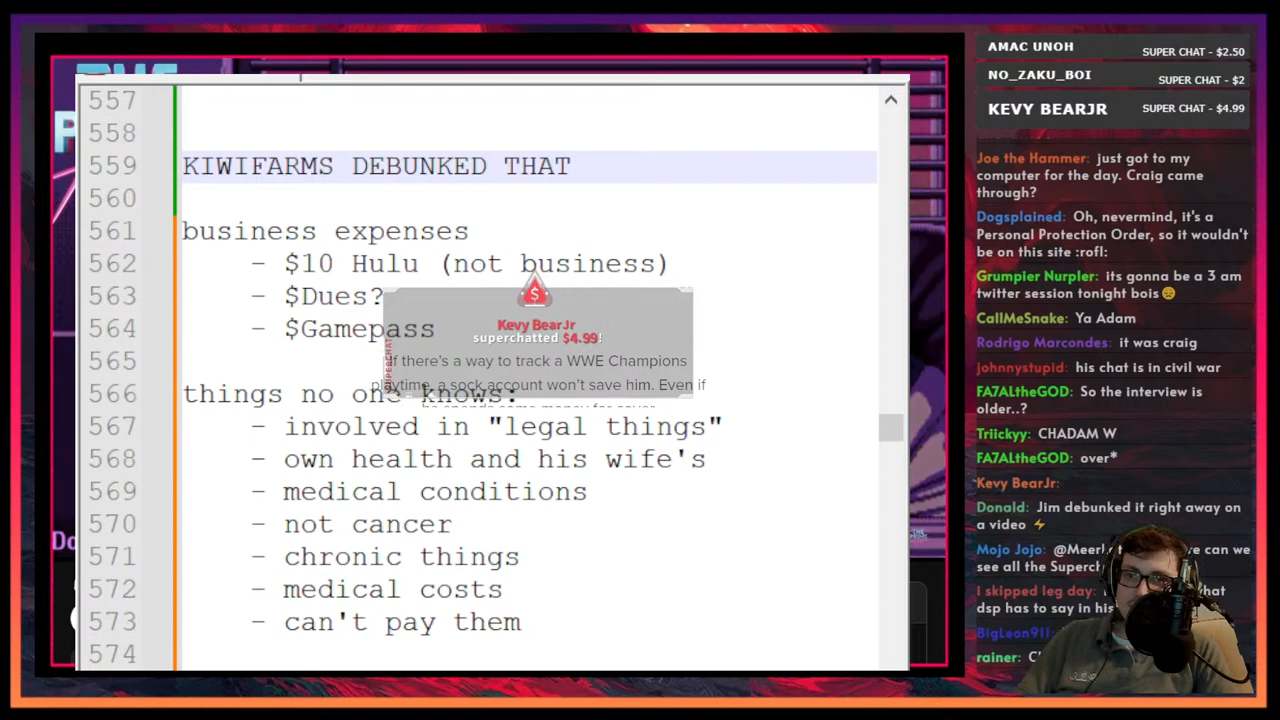 557
558
559 KIWIFARMS DEBUNKED THAT
560
561 business expenses
562 - $10 Hulu (not business)
563 - $Dues?
564 - $Gamepass
565
566 things no one knows:
567 - involved in "legal things"
568 - own health and his wife's
569 - medical conditions
570 - not cancer
571 - chronic things
572 - medical costs
573 - can't pay them
574
$
Kevy BearJr
superchatted $4.99!
SUPERCHAT
If there's a way to track a WWE Champions
playtime, a sock account won't save him. Even if
AMAC UNOH SUPER CHAT - $2.50
NO_ZAKU_BOI SUPER CHAT - $2
KEVY BEARJR SUPER CHAT - $4.99
Joe the Hammer: just got to my
computer for the day. Craig came
through?
Dogsplained: Oh, nevermind, it's a
Personal Protection Order, so it wouldn't
be on this site :rofl:
Grumpier Nurpler: its gonna be a 3 am
twitter session tonight bois😔
CallMeSnake: Ya Adam
Rodrigo Marcondes: it was craig
johnnystupid: his chat is in civil war
FA7ALtheGOD: So the interview is
older..?
Triickyy: CHADAM W
FA7ALtheGOD: over*
Kevy BearJr:
Donald: Jim debunked it right away on
a video ⚡
Mojo Jojo: can we
see all the
I skipped leg day: hat
dsp has to say in his
BigLeon911:
rainer: